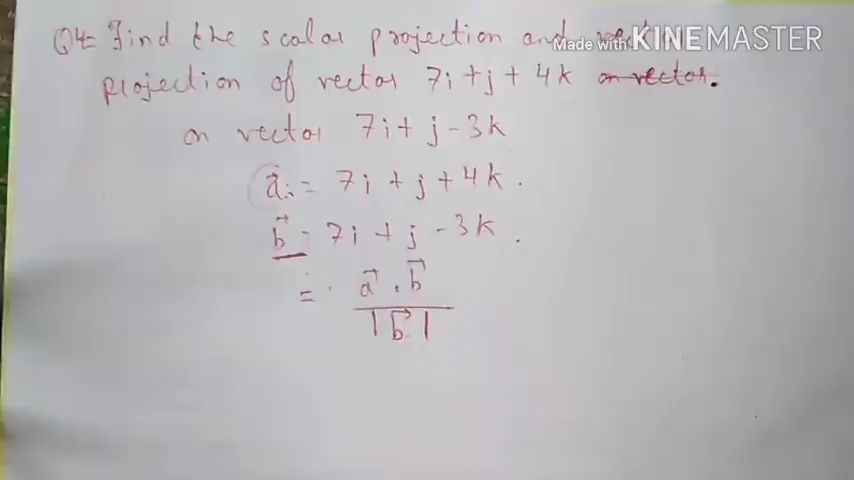 Q4= Find the scalar projection and
Made with KINEMASTER
projection of vector 7i + j + 4k on vector.
on vector 7i + j - 3k
a⃗ = 7i + j + 4k .
b⃗ = 7i + j - 3k .
= a⃗ . b⃗
|b⃗|